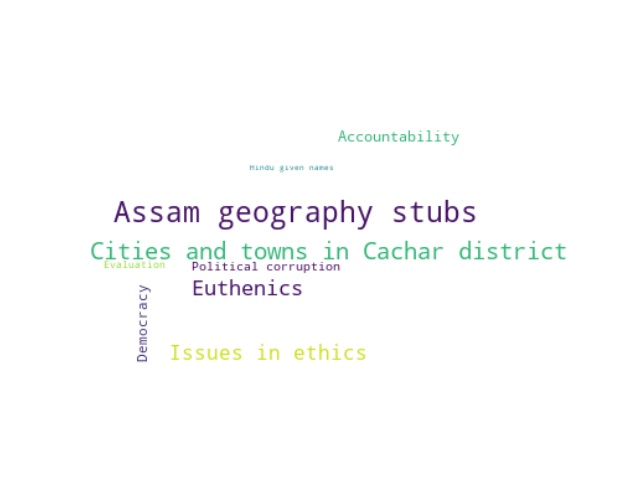 Accountability
Hindu given names
Assam geography stubs
Cities and towns in Cachar district
Evaluation
Political corruption
Euthenics
Democracy
Issues in ethics